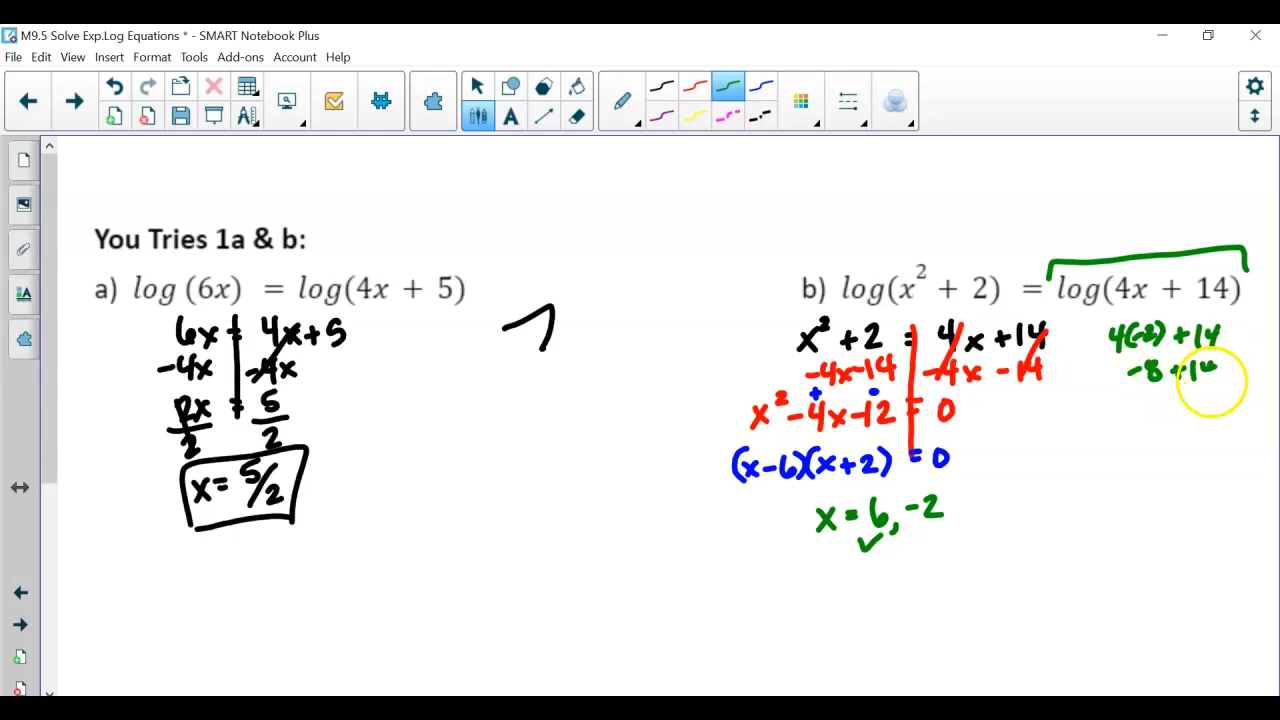 M9.5 Solve Exp.Log Equations * - SMART Notebook Plus
File Edit View Insert Format Tools Add-ons Account Help
You Tries 1a & b:
a) log (6x) = log(4x + 5)
6x = 4x + 5
-4x -4x
2x = 5
2 2
x = 5/2
b) log(x² + 2) = log(4x + 14)
x² + 2 = 4x + 14
-4x -14 -4x - 14
+ -
x² - 4x - 12 = 0
(x - 6)(x + 2) = 0
x = 6, -2
4(-2) + 14
-8 + 14